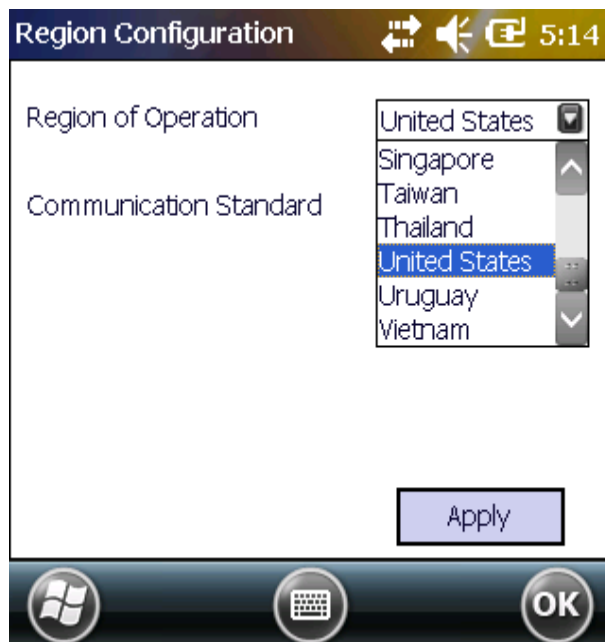 Region Configuration 5:14
Region of Operation United States
Singapore
Communication Standard Taiwan
Thailand
United States
Uruguay
Vietnam
Apply
OK